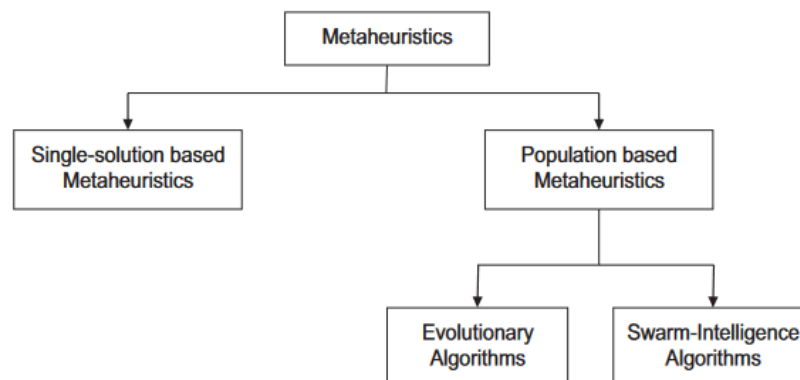 Metaheuristics
Single-solution based
Metaheuristics
Population based
Metaheuristics
Evolutionary
Algorithms
Swarm-Intelligence
Algorithms